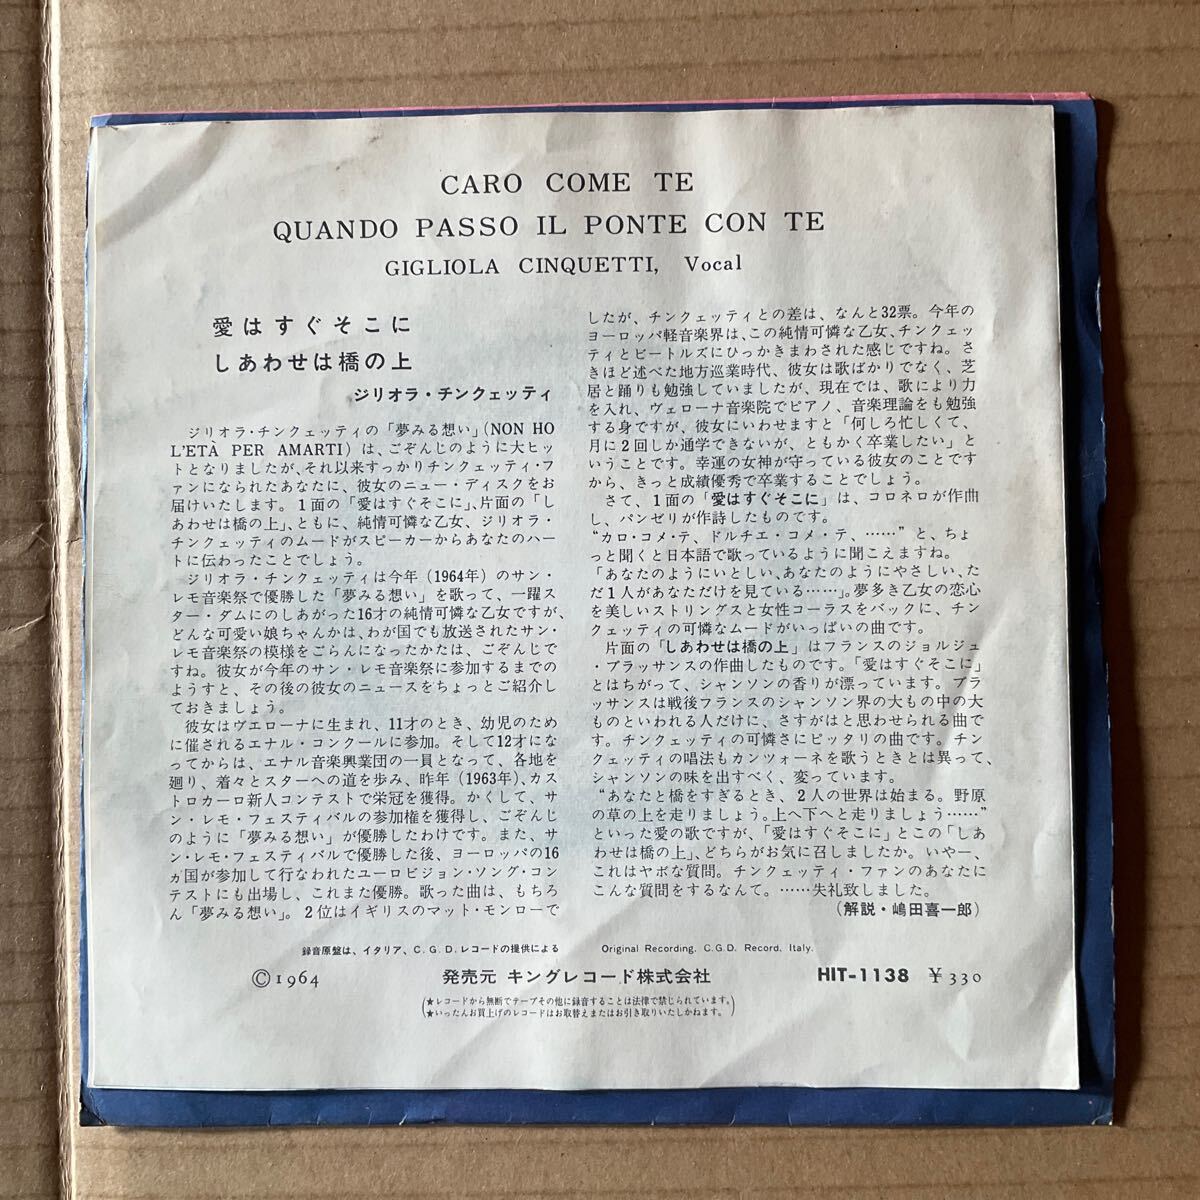 CARO COME TE
QUANDO PASSO IL PONTE CON TE
GIGLIOLA CINQUETTI, Vocal
愛はすぐそこに
しあわせは橋の上
ジリオラ・チンクェッティ
ジリオラ・チンクェッティの「夢みる想い」(NON HO
L'ETÀ PER AMARTI) は、ごぞんじのように大ヒッ
トとなりましたが、それ以来すっかりチンクェッティ・フ
ァンになられたあなたに、彼女のニュー・ディスクをお
届けいたします。1面の「愛はすぐそこに」、片面の「し
あわせは橋の上」、ともに、純情可憐な乙女、ジリオラ・
チンクェッティのムードがスピーカーからあなたのハー
トに伝わったことでしょう。
ジリオラ・チンクェッティは今年 (1964年) のサン・
レモ音楽祭で優勝した「夢みる想い」を歌って、一躍ス
ター・ダムにのしあがった16才の純情可憐な乙女ですが、
どんな可愛い娘ちゃんかは、わが国でも放送されたサン・
レモ音楽祭の模様をごらんになったかたは、ごぞんじで
すね。彼女が今年のサン・レモ音楽祭に参加するまでの
ようすと、その後の彼女のニュースをちょっとご紹介し
ておきましょう。
彼女はヴエローナに生まれ、11才のとき、幼児のため
に催されるエナル・コンクールに参加。そして12才にな
ってからは、エナル音楽興業団の一員となって、各地を
廻り、着々とスターへの道を歩み、昨年 (1963年)、カス
トロカーロ新人コンテストで栄冠を獲得。かくして、サ
ン・レモ・フェスティバルの参加権を獲得し、ごぞんじ
のように「夢みる想い」が優勝したわけです。また、サ
ン・レモ・フェスティバルで優勝した後、ヨーロッパの16
ヵ国が参加して行なわれたユーロビジョン・ソング・コン
テストにも出場し、これまた優勝。歌った曲は、もちろ
ん「夢みる想い」。2位はイギリスのマット・モンローで
したが、チンクェッティとの差は、なんと32票。今年の
ヨーロッパ軽音楽界は、この純情可憐な乙女、チンクェッ
ティとビートルズにひっかきまわされた感じですね。さ
きほど述べた地方巡業時代、彼女は歌ばかりでなく、芝
居と踊りも勉強していましたが、現在では、歌により力
を入れ、ヴェローナ音楽院でピアノ、音楽理論をも勉強
する身ですが、彼女にいわせますと「何しろ忙しくて、
月に2回しか通学できないが、ともかく卒業したい」と
いうことです。幸運の女神が守っている彼女のことです
から、きっと成績優秀で卒業することでしょう。
さて、1面の「愛はすぐそこに」は、コロネロが作曲
し、パンゼリが作詩したものです。
“カロ・コメ・テ、ドルチエ・コメ・テ、……”と、ちょ
っと聞くと日本語で歌っているように聞こえますね。
「あなたのようにいとしい、あなたのようにやさしい、た
だ1人があなただけを見ている……」。夢多き乙女の恋心
を美しいストリングスと女性コーラスをバックに、チン
クェッティの可憐なムードがいっぱいの曲です。
片面の「しあわせは橋の上」はフランスのジョルジュ
・ブラッサンスの作曲したものです。「愛はすぐそこに」
とはちがって、シャンソンの香りが漂っています。ブラ
ッサンスは戦後フランスのシャンソン界の大もの中の大
ものといわれる人だけに、さすがはと思わせられる曲で
す。チンクェッティの可憐さにピッタリの曲です。チン
クェッティの唱法もカンツォーネを歌うときとは異って、
シャンソンの味を出すべく、変っています。
“あなたと橋をすぎるとき、2人の世界は始まる。野原
の草の上を走りましょう。上へ下へと走りましょう……”
といった愛の歌ですが、「愛はすぐそこに」とこの「しあ
わせは橋の上」、どちらがお気に召しましたか。いやー、
これはヤボな質問。チンクェッティ・ファンのあなたに
こんな質問をするなんて。……失礼致しました。
(解説・嶋田喜一郎)
録音原盤は、イタリア、C.G.D.レコードの提供による Original Recording, C.G.D. Record, Italy.
©1964 発売元 キングレコード株式会社 HIT-1138 ¥330
★レコードから無断でテープその他に録音することは法律で禁じられています。
★いったんお買上げのレコードはお取替えまたはお引き取りいたしかねます。